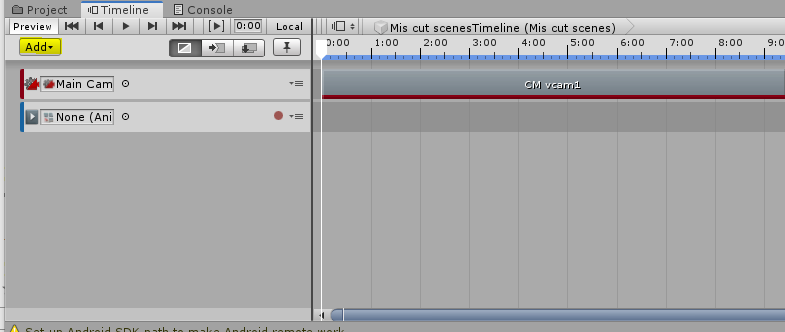 Project Timeline Console
Preview 0:00 Local Mis cut scenesTimeline (Mis cut scenes)
Add 0:00 1:00 2:00 3:00 4:00 5:00 6:00 7:00 8:00 9:0
Main Cam CM vcam1
None (Ani
Set up Android SDK path to make Android remote work